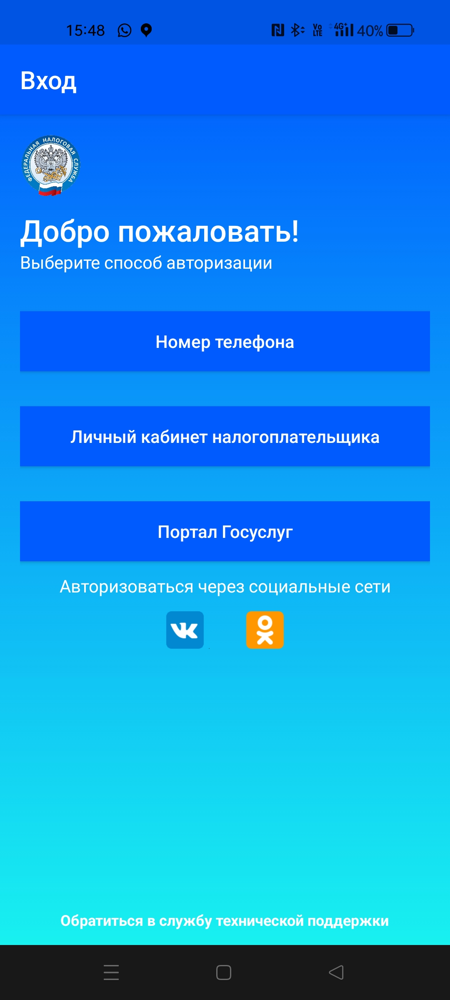 15:48
Vo
LTE
4G+
40%
Вход
ФЕДЕРАЛЬНАЯ НАЛОГОВАЯ СЛУЖБА
Добро пожаловать!
Выберите способ авторизации
Номер телефона
Личный кабинет налогоплательщика
Портал Госуслуг
Авторизоваться через социальные сети
Обратиться в службу технической поддержки